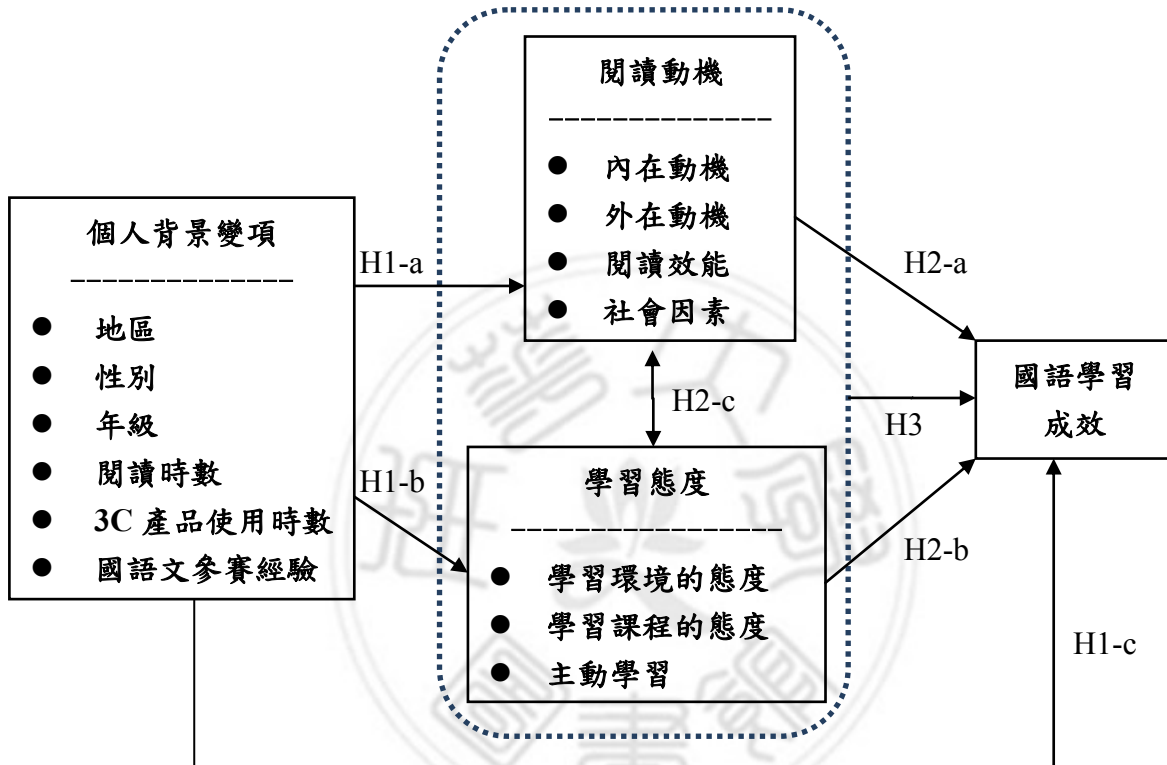 個人背景變項
--------------
● 地區
● 性別
● 年級
● 閱讀時數
● 3C 產品使用時數
● 國語文參賽經驗
H1-a
H1-b
閱讀動機
--------------
● 內在動機
● 外在動機
● 閱讀效能
● 社會因素
H2-c
學習態度
-----------------
● 學習環境的態度
● 學習課程的態度
● 主動學習
H2-a
H3
H2-b
國語學習
成效
H1-c